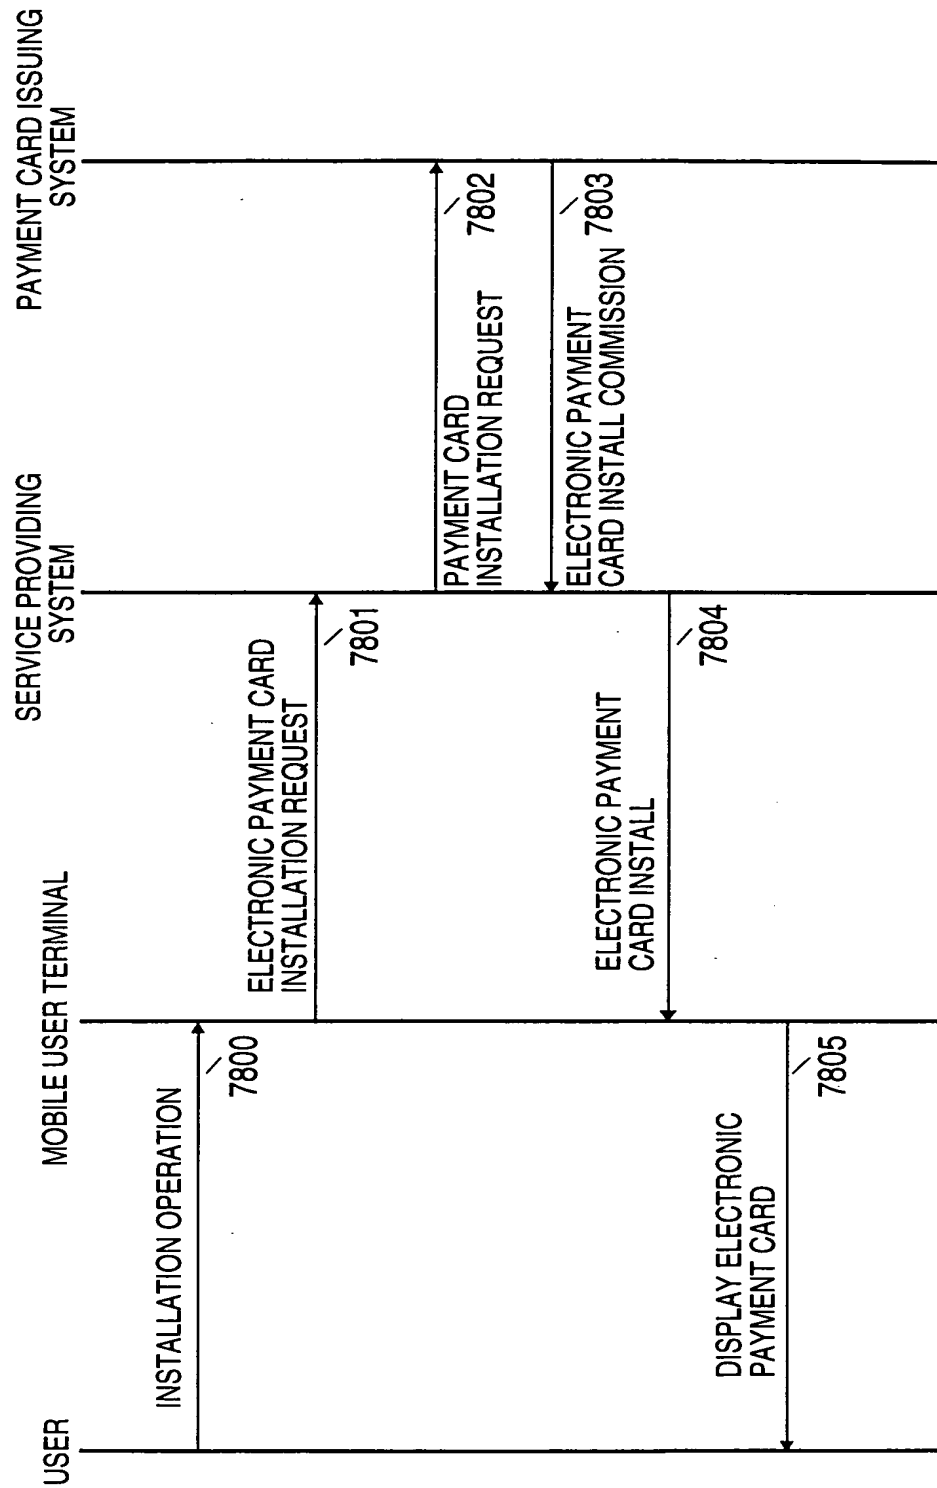 USER
MOBILE USER TERMINAL
SERVICE PROVIDING
SYSTEM
PAYMENT CARD ISSUING
SYSTEM
INSTALLATION OPERATION
7800
ELECTRONIC PAYMENT CARD
INSTALLATION REQUEST
7801
PAYMENT CARD
INSTALLATION REQUEST
7802
ELECTRONIC PAYMENT
CARD INSTALL COMMISSION
7803
ELECTRONIC PAYMENT
CARD INSTALL
7804
DISPLAY ELECTRONIC
PAYMENT CARD
7805